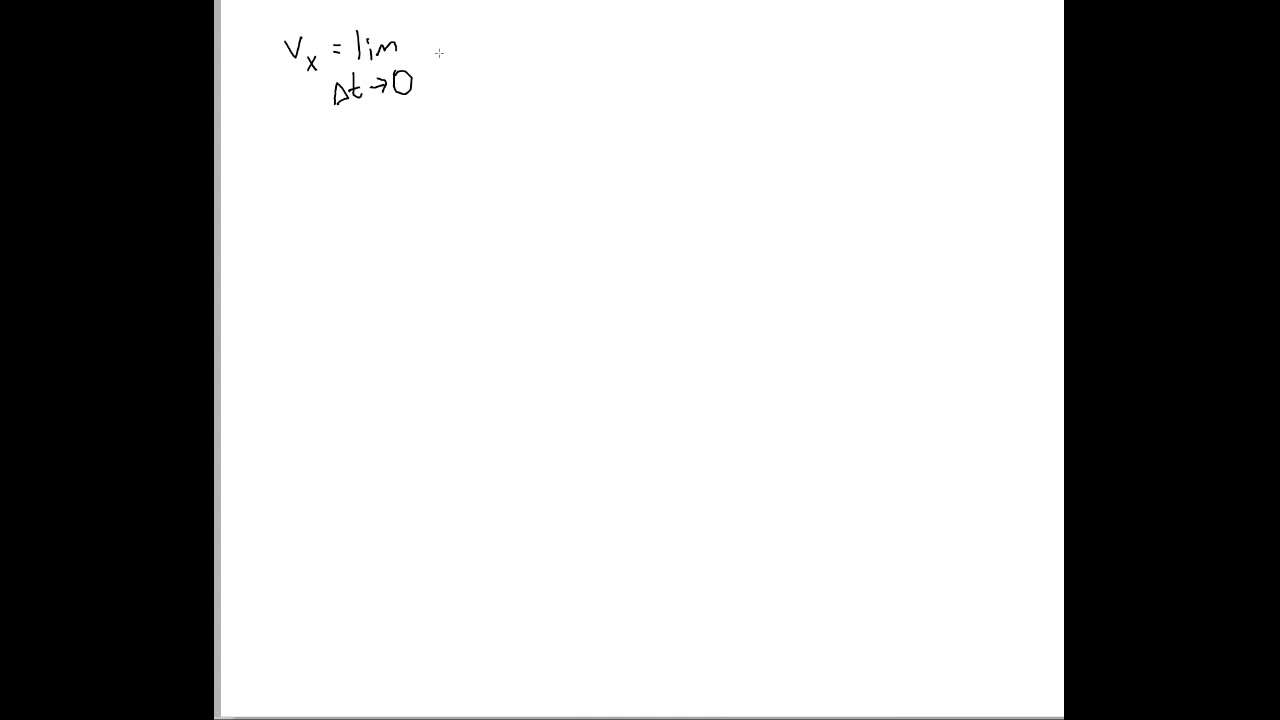 Vx = lim
Δt→0